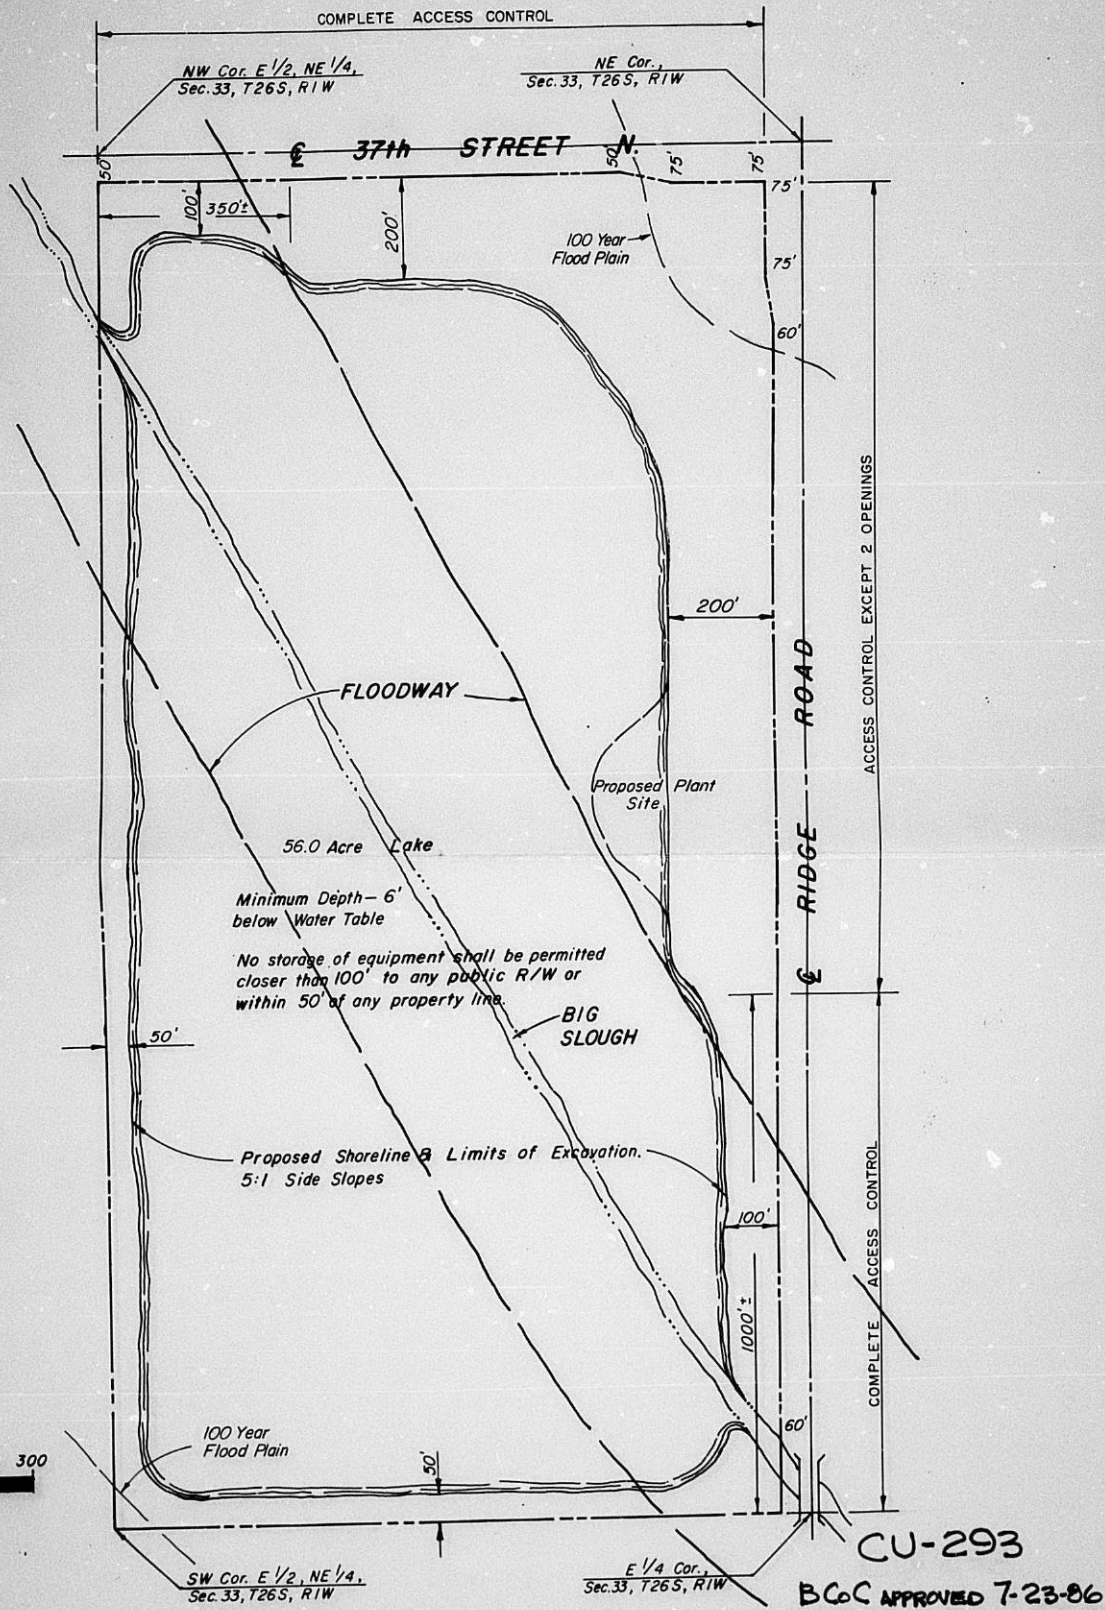 COMPLETE ACCESS CONTROL
NW Cor. E 1/2, NE 1/4,
Sec. 33, T26S, R1W
NE Cor.,
Sec. 33, T26S, R1W
℄ 37th STREET N.
50'
50'
75'
75'
75'
100'
350'±
200'
100 Year
Flood Plain
75'
60'
ACCESS CONTROL EXCEPT 2 OPENINGS
200'
FLOODWAY
℄ RIDGE ROAD
Proposed Plant
Site
56.0 Acre Lake
Minimum Depth - 6'
below Water Table
No storage of equipment shall be permitted
closer than 100' to any public R/W or
within 50' of any property line.
BIG
SLOUGH
50'
Proposed Shoreline & Limits of Excavation.
5:1 Side Slopes
100'
1000'±
COMPLETE ACCESS CONTROL
100 Year
Flood Plain
60'
300
50'
SW Cor. E 1/2, NE 1/4,
Sec. 33, T26S, R1W
E 1/4 Cor.,
Sec. 33, T26S, R1W
CU-293
BCoC APPROVED 7-23-86